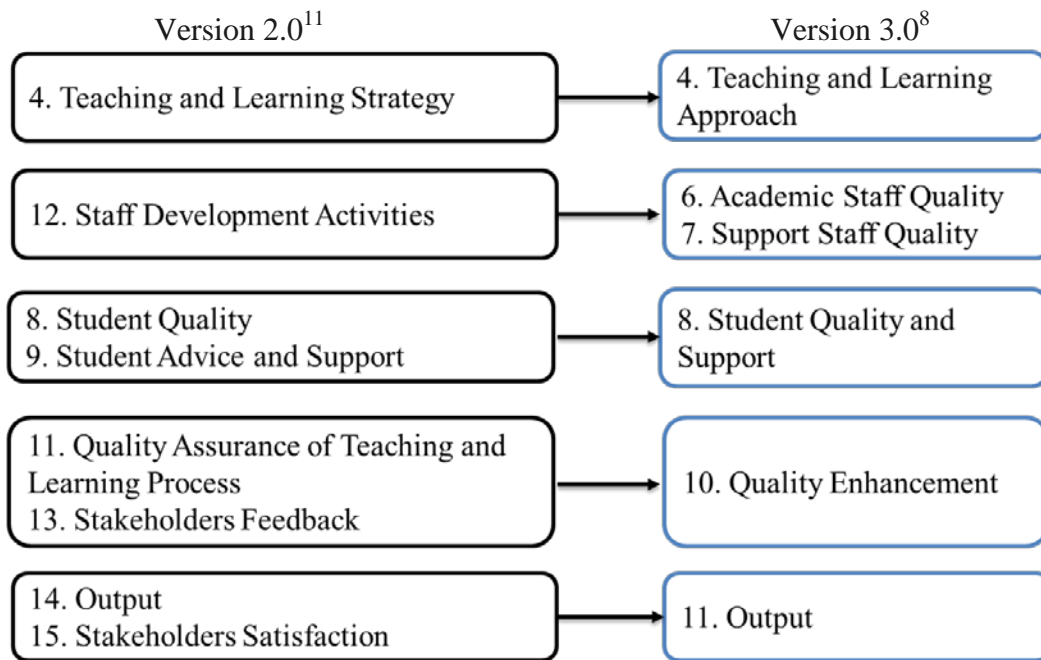 Version 2.0¹¹ Version 3.0⁸
4. Teaching and Learning Strategy
4. Teaching and Learning
Approach
12. Staff Development Activities
6. Academic Staff Quality
7. Support Staff Quality
8. Student Quality
9. Student Advice and Support
8. Student Quality and
Support
11. Quality Assurance of Teaching and
Learning Process
13. Stakeholders Feedback
10. Quality Enhancement
14. Output
15. Stakeholders Satisfaction
11. Output